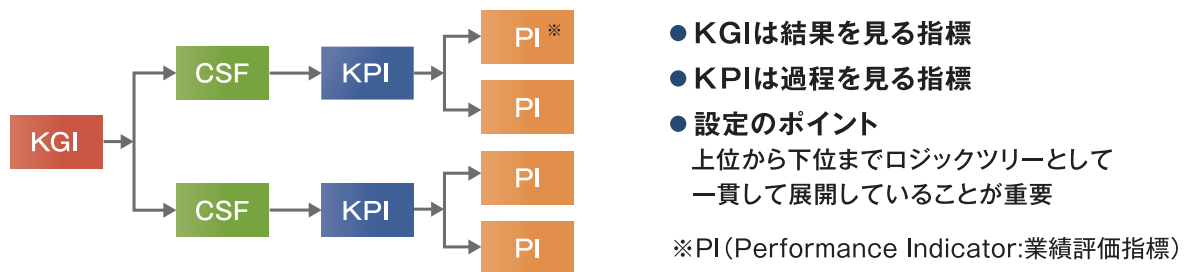 KGI
CSF
KPI
PI※
PI
CSF
KPI
PI
PI
●KGIは結果を見る指標
●KPIは過程を見る指標
●設定のポイント
上位から下位までロジックツリーとして
一貫して展開していることが重要
※PI(Performance Indicator:業績評価指標)